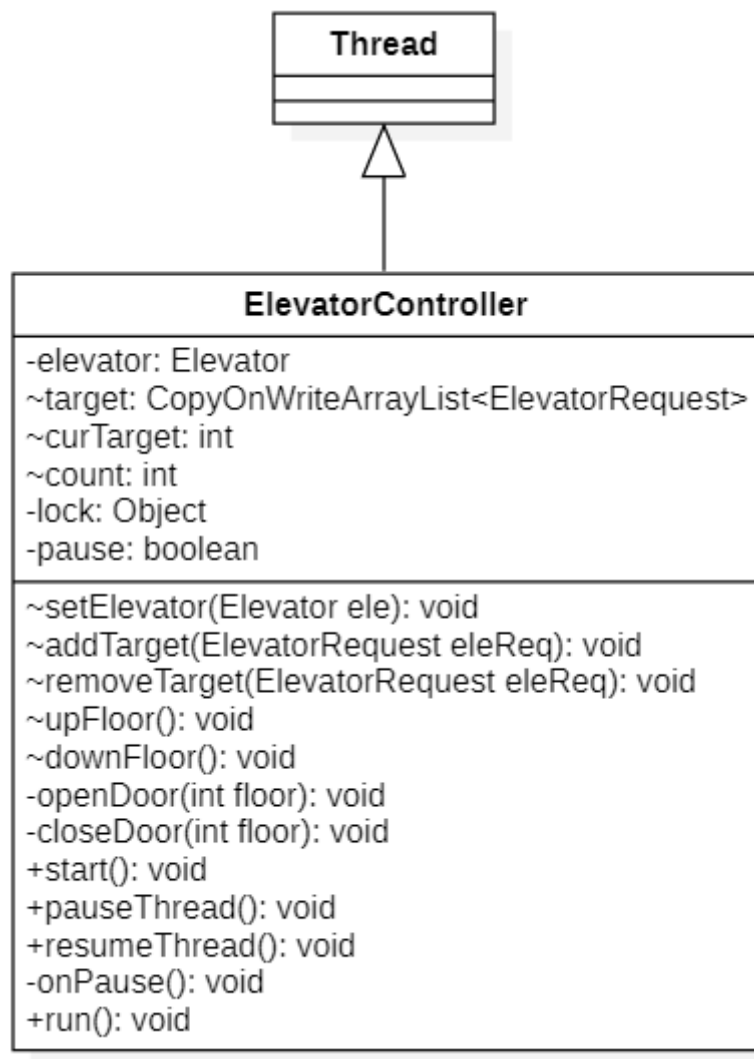 Thread
ElevatorController
-elevator: Elevator
~target: CopyOnWriteArrayList<ElevatorRequest>
~curTarget: int
~count: int
-lock: Object
-pause: boolean
~setElevator(Elevator ele): void
~addTarget(ElevatorRequest eleReq): void
~removeTarget(ElevatorRequest eleReq): void
~upFloor(): void
~downFloor(): void
-openDoor(int floor): void
-closeDoor(int floor): void
+start(): void
+pauseThread(): void
+resumeThread(): void
-onPause(): void
+run(): void